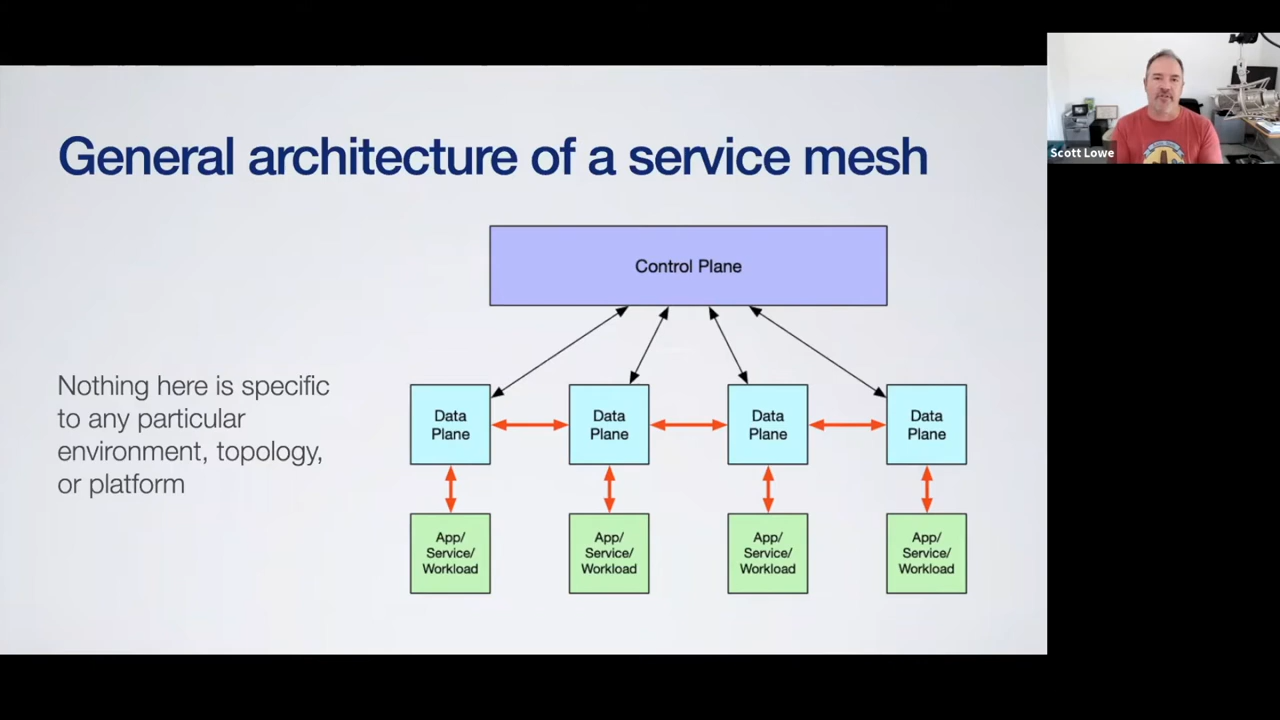 General architecture of a service mesh
Scott Lowe
Control Plane
Nothing here is specific
to any particular
environment, topology,
or platform
Data
Plane
Data
Plane
Data
Plane
Data
Plane
App/
Service/
Workload
App/
Service/
Workload
App/
Service/
Workload
App/
Service/
Workload